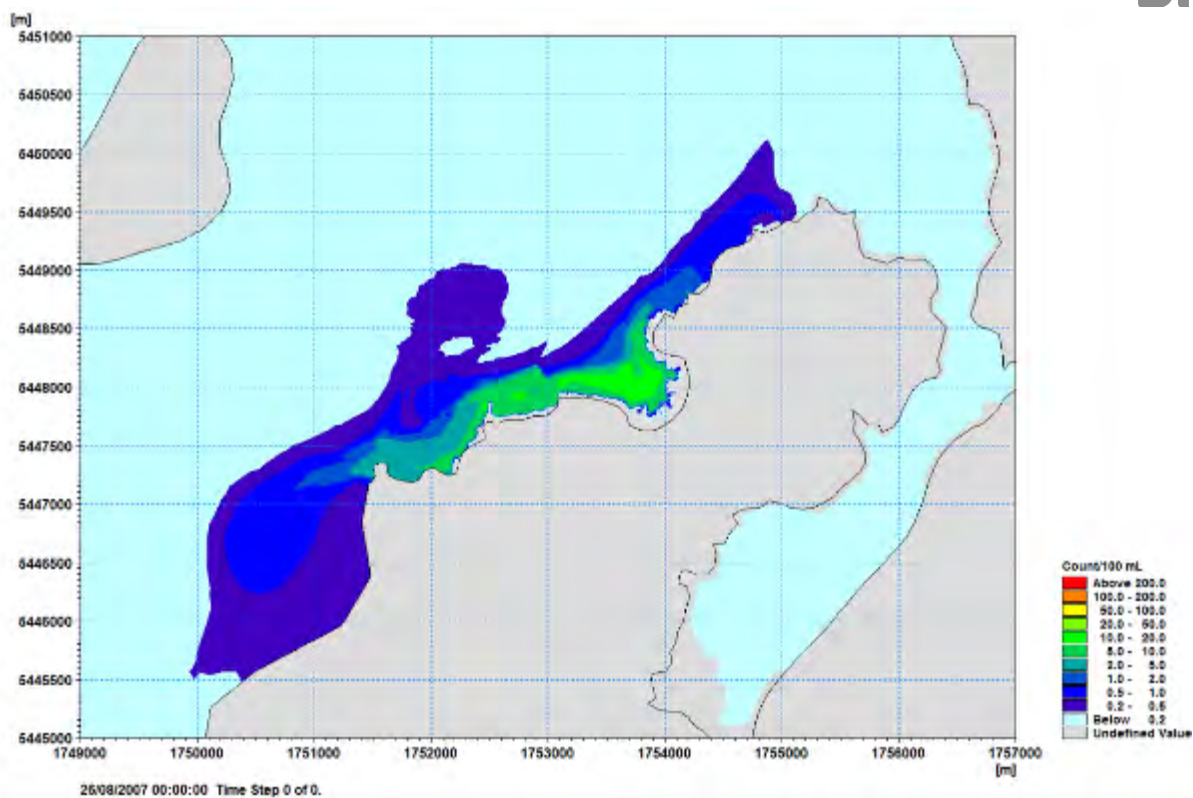 [m]
5451000
5450500
5450000
5449500
5449000
5448500
5448000
5447500
5447000
5446500
5446000
5445500
5445000
1749000 1750000 1751000 1752000 1753000 1754000 1755000 1756000 1757000
[m]
Count/100 mL
Above 200.0
100.0 - 200.0
50.0 - 100.0
20.0 - 50.0
10.0 - 20.0
5.0 - 10.0
2.0 - 5.0
1.0 - 2.0
0.5 - 1.0
0.2 - 0.5
Below 0.2
Undefined Value
26/08/2007 00:00:00 Time Step 0 of 0.